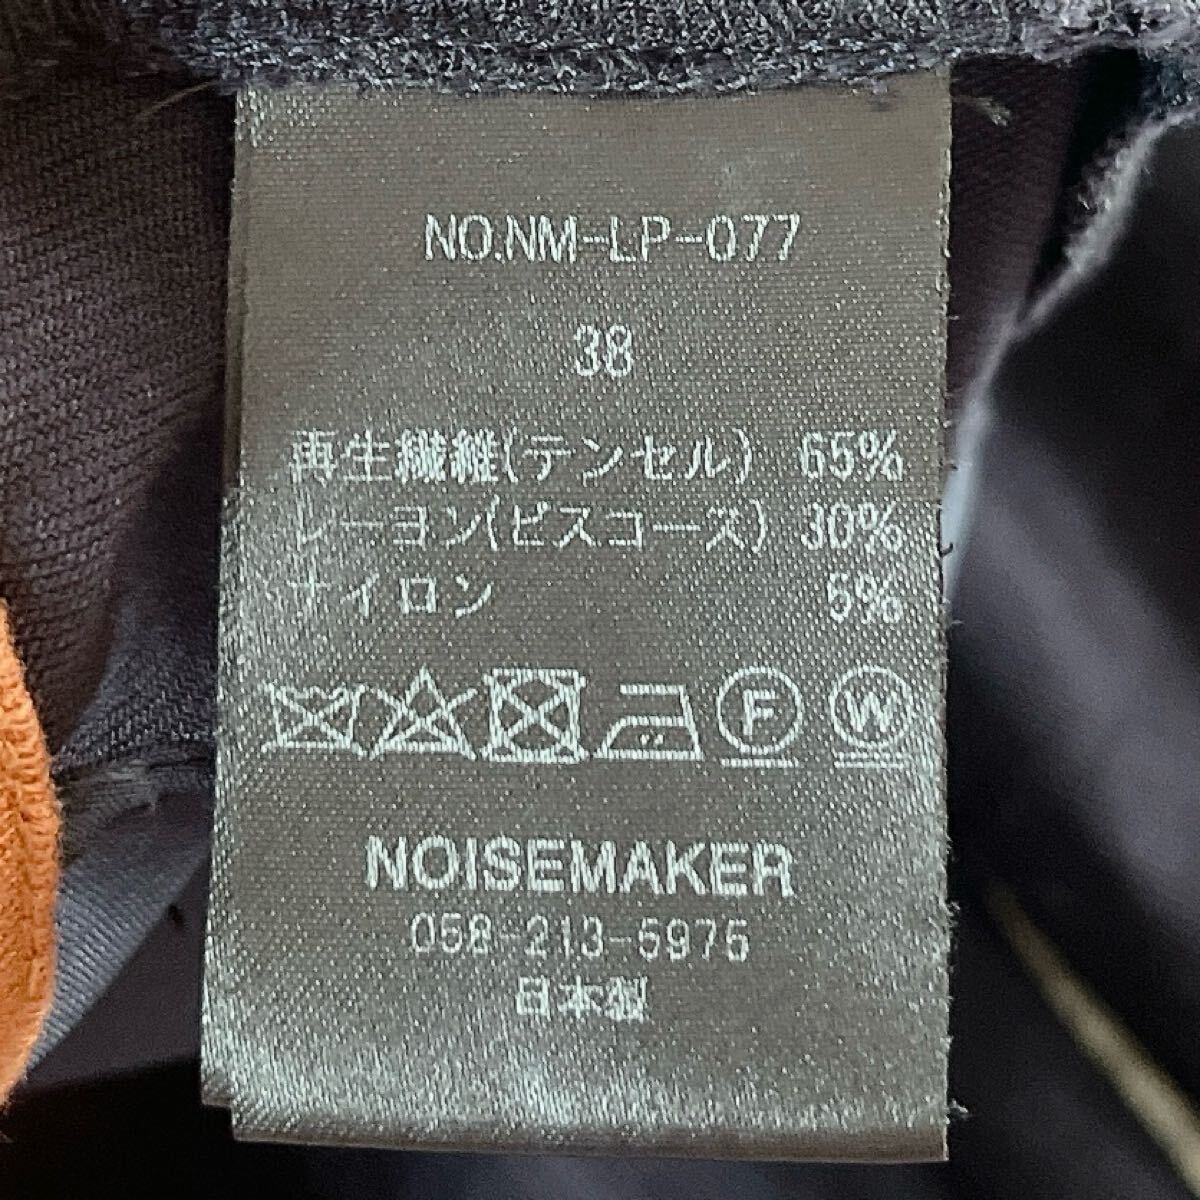 NO.NM-LP-077
38
再生繊維(テンセル) 65%
レーヨン(ビスコース) 30%
ナイロン 5%
F W
NOISEMAKER
058-213-5975
日本製